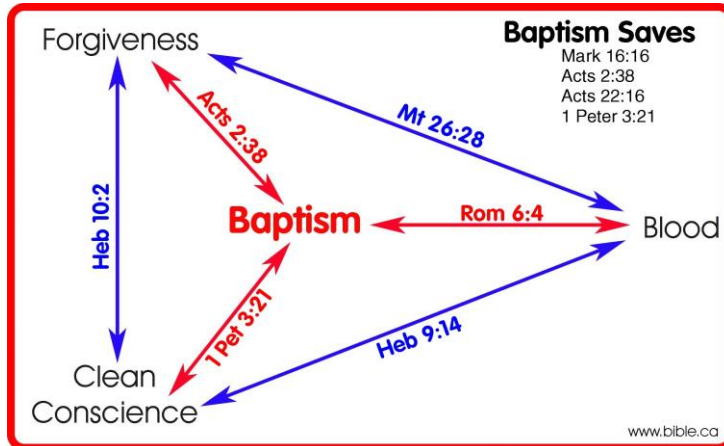 Forgiveness
Baptism Saves
Mark 16:16
Acts 2:38
Acts 22:16
1 Peter 3:21
Acts 2:38
Mt 26:28
Heb 10:2
Baptism
Rom 6:4
Blood
1 Pet 3:21
Heb 9:14
Clean
Conscience
www.bible.ca